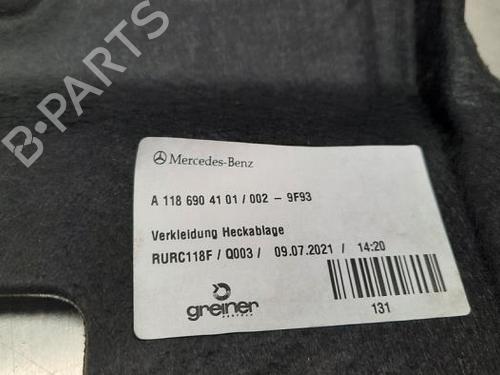 B-PARTS
Mercedes-Benz
A 118 690 41 01 / 002 - 9F93
Verkleidung Heckablage
RURC118F / Q003 / 09.07.2021 / 14:20
greiner
131